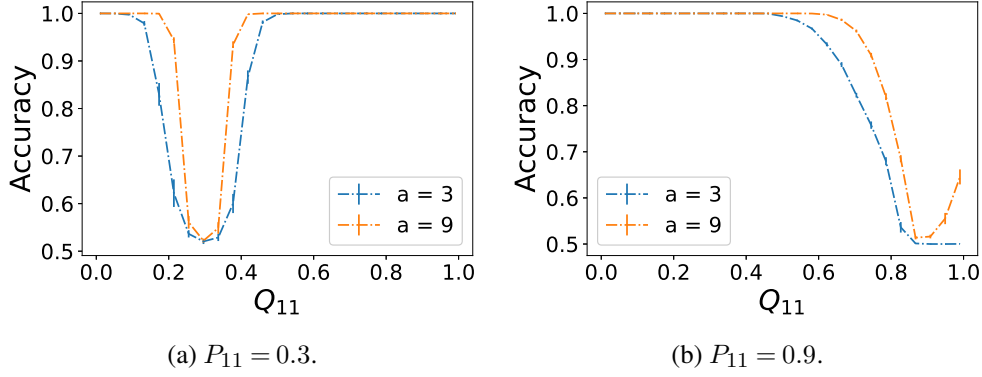 Accuracy
1.0
0.9
0.8
0.7
0.6
0.5
a = 3
a = 9
0.0 0.2 0.4 0.6 0.8 1.0
Q11
(a) P11 = 0.3.
Accuracy
1.0
0.9
0.8
0.7
0.6
0.5
a = 3
a = 9
0.0 0.2 0.4 0.6 0.8 1.0
Q11
(b) P11 = 0.9.